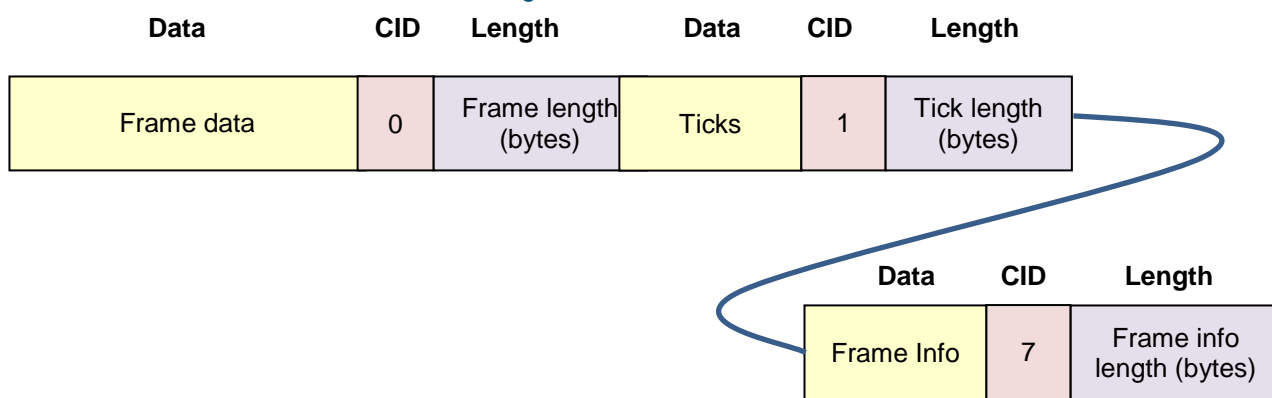 Data CID Length Data CID Length
Frame data 0 Frame length (bytes) Ticks 1 Tick length (bytes)
Data CID Length
Frame Info 7 Frame info length (bytes)